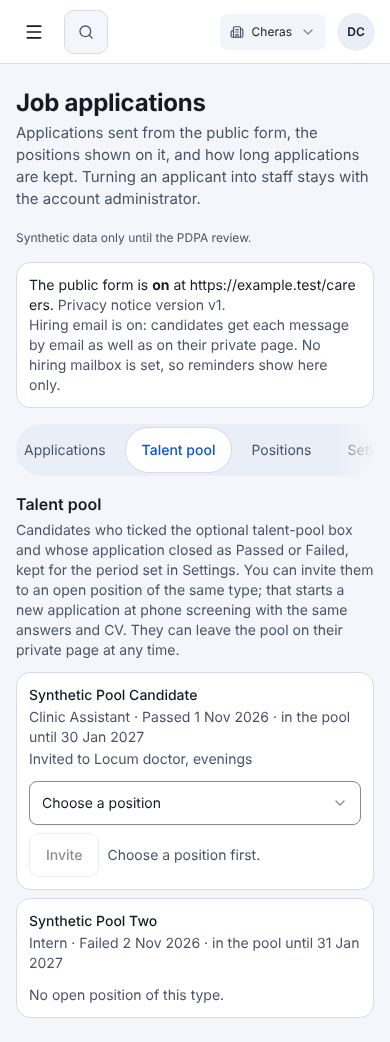 Cheras
DC
Job applications
Applications sent from the public form, the
positions shown on it, and how long applications
are kept. Turning an applicant into staff stays with
the account administrator.
Synthetic data only until the PDPA review.
The public form is on at https://example.test/care
ers. Privacy notice version v1.
Hiring email is on: candidates get each message
by email as well as on their private page. No
hiring mailbox is set, so reminders show here
only.
Applications Talent pool Positions
Talent pool
Candidates who ticked the optional talent-pool box
and whose application closed as Passed or Failed,
kept for the period set in Settings. You can invite them
to an open position of the same type; that starts a
new application at phone screening with the same
answers and CV. They can leave the pool on their
private page at any time.
Synthetic Pool Candidate
Clinic Assistant · Passed 1 Nov 2026 · in the pool
until 30 Jan 2027
Invited to Locum doctor, evenings
Choose a position
Invite Choose a position first.
Synthetic Pool Two
Intern · Failed 2 Nov 2026 · in the pool until 31 Jan
2027
No open position of this type.